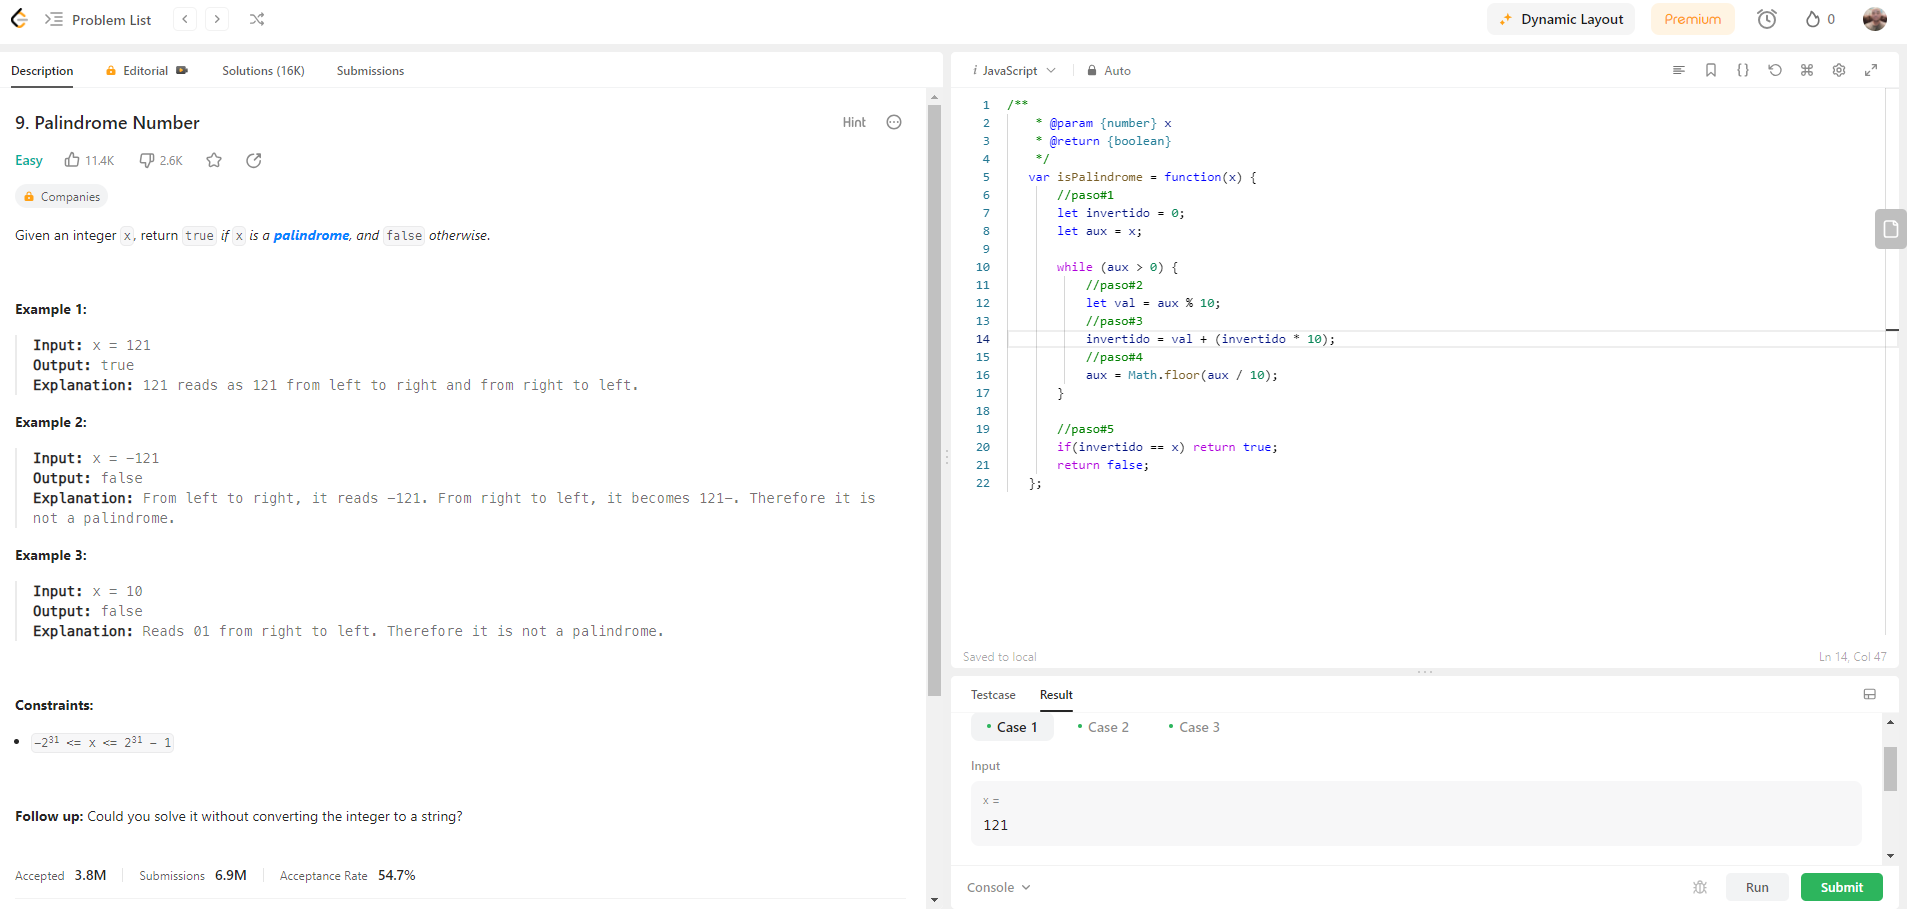 Problem List
Dynamic Layout
Premium
0
Description
Editorial
Solutions (16K)
Submissions
9. Palindrome Number
Hint
Easy
11.4K
2.6K
Companies
Given an integer x, return true if x is a palindrome, and false otherwise.
Example 1:
Input: x = 121
Output: true
Explanation: 121 reads as 121 from left to right and from right to left.
Example 2:
Input: x = -121
Output: false
Explanation: From left to right, it reads -121. From right to left, it becomes 121-. Therefore it is
not a palindrome.
Example 3:
Input: x = 10
Output: false
Explanation: Reads 01 from right to left. Therefore it is not a palindrome.
Constraints:
• -2³¹ <= x <= 2³¹ - 1
Follow up: Could you solve it without converting the integer to a string?
Accepted 3.8M
Submissions 6.9M
Acceptance Rate 54.7%
i JavaScript
Auto
1 /**
2 * @param {number} x
3 * @return {boolean}
4 */
5 var isPalindrome = function(x) {
6 //paso#1
7 let invertido = 0;
8 let aux = x;
9
10 while (aux > 0) {
11 //paso#2
12 let val = aux % 10;
13 //paso#3
14 invertido = val + (invertido * 10);
15 //paso#4
16 aux = Math.floor(aux / 10);
17 }
18
19 //paso#5
20 if(invertido == x) return true;
21 return false;
22 };
Saved to local
Ln 14, Col 47
Testcase
Result
• Case 1
• Case 2
• Case 3
Input
x =
121
Console
Run
Submit